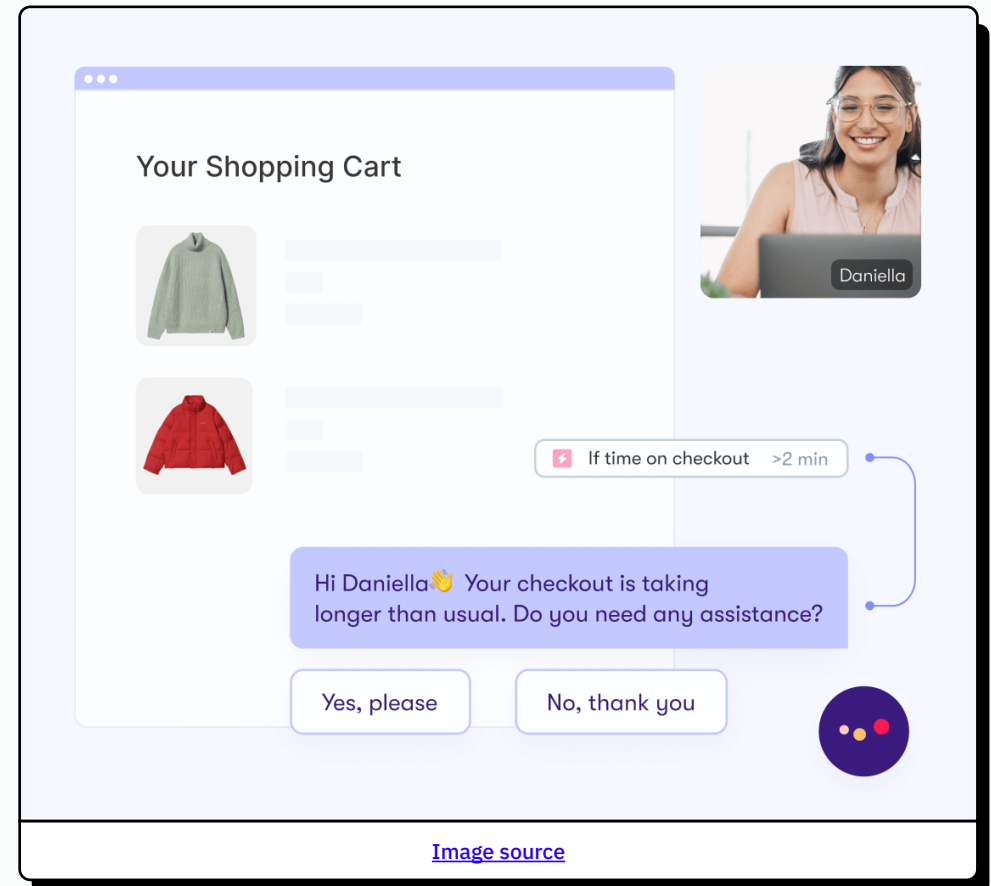 Your Shopping Cart
Daniella
If time on checkout >2 min
Hi Daniella👋 Your checkout is taking
longer than usual. Do you need any assistance?
Yes, please
No, thank you
Image source